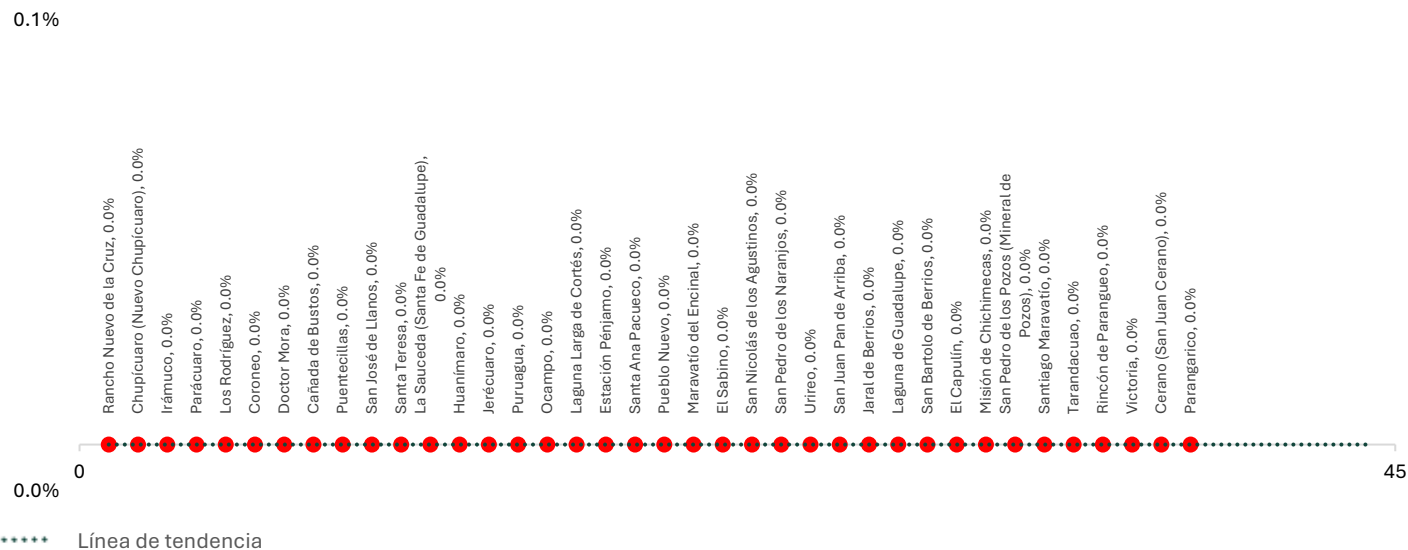 0.1%
Rancho Nuevo de la Cruz, 0.0%
Chupícuaro (Nuevo Chupícuaro), 0.0%
Irámuco, 0.0%
Parácuaro, 0.0%
Los Rodríguez, 0.0%
Coroneo, 0.0%
Doctor Mora, 0.0%
Cañada de Bustos, 0.0%
Puentecillas, 0.0%
San José de Llanos, 0.0%
Santa Teresa, 0.0%
La Sauceda (Santa Fe de Guadalupe),
0.0%
Huanímaro, 0.0%
Jerécuaro, 0.0%
Puruagua, 0.0%
Ocampo, 0.0%
Laguna Larga de Cortés, 0.0%
Estación Pénjamo, 0.0%
Santa Ana Pacueco, 0.0%
Pueblo Nuevo, 0.0%
Maravatío del Encinal, 0.0%
El Sabino, 0.0%
San Nicolás de los Agustinos, 0.0%
San Pedro de los Naranjos, 0.0%
Urireo, 0.0%
San Juan Pan de Arriba, 0.0%
Jaral de Berrios, 0.0%
Laguna de Guadalupe, 0.0%
San Bartolo de Berrios, 0.0%
El Capulín, 0.0%
Misión de Chichimecas, 0.0%
San Pedro de los Pozos (Mineral de
Pozos), 0.0%
Santiago Maravatío, 0.0%
Tarandacuao, 0.0%
Rincón de Parangueo, 0.0%
Victoria, 0.0%
Cerano (San Juan Cerano), 0.0%
Parangarico, 0.0%
0
45
0.0%
Línea de tendencia